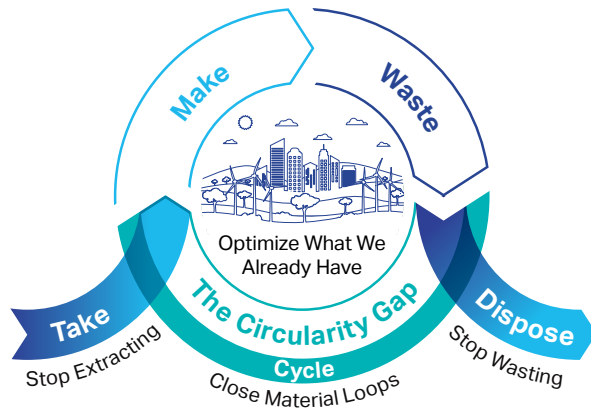 Make
Waste
Optimize What We
Already Have
The Circularity Gap
Take
Dispose
Stop Extracting
Cycle
Stop Wasting
Close Material Loops